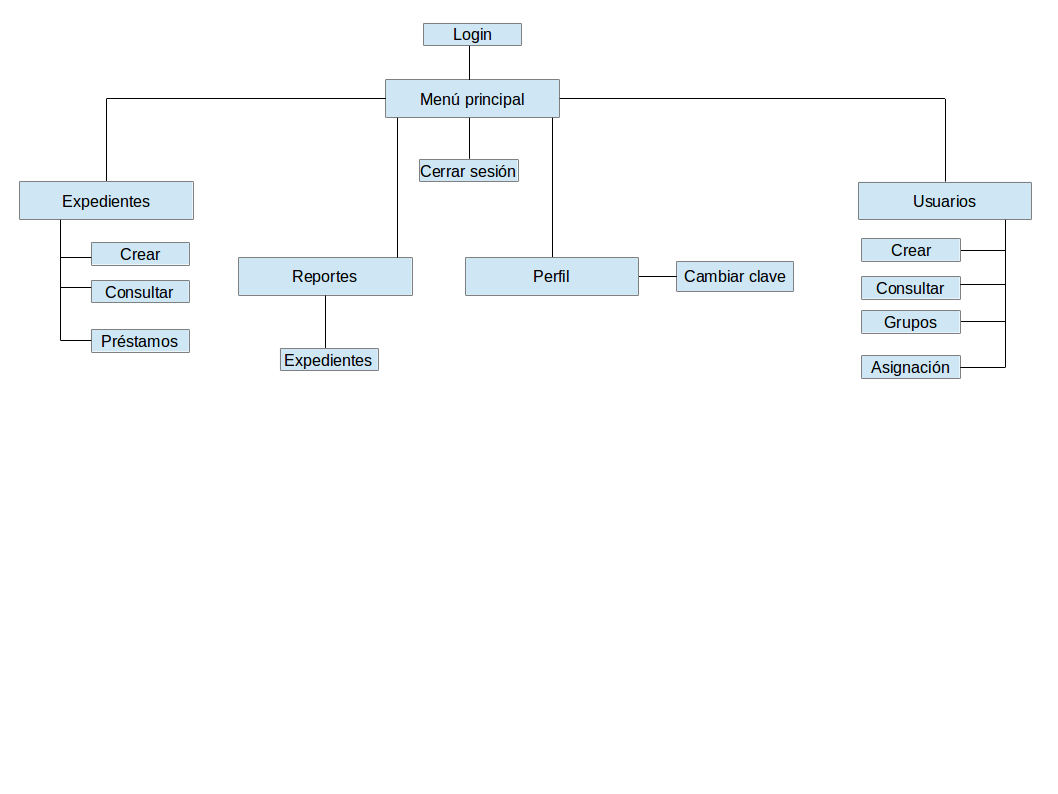 Login
Menú principal
Cerrar sesión
Expedientes
Crear
Consultar
Préstamos
Reportes
Expedientes
Perfil
Cambiar clave
Usuarios
Crear
Consultar
Grupos
Asignación